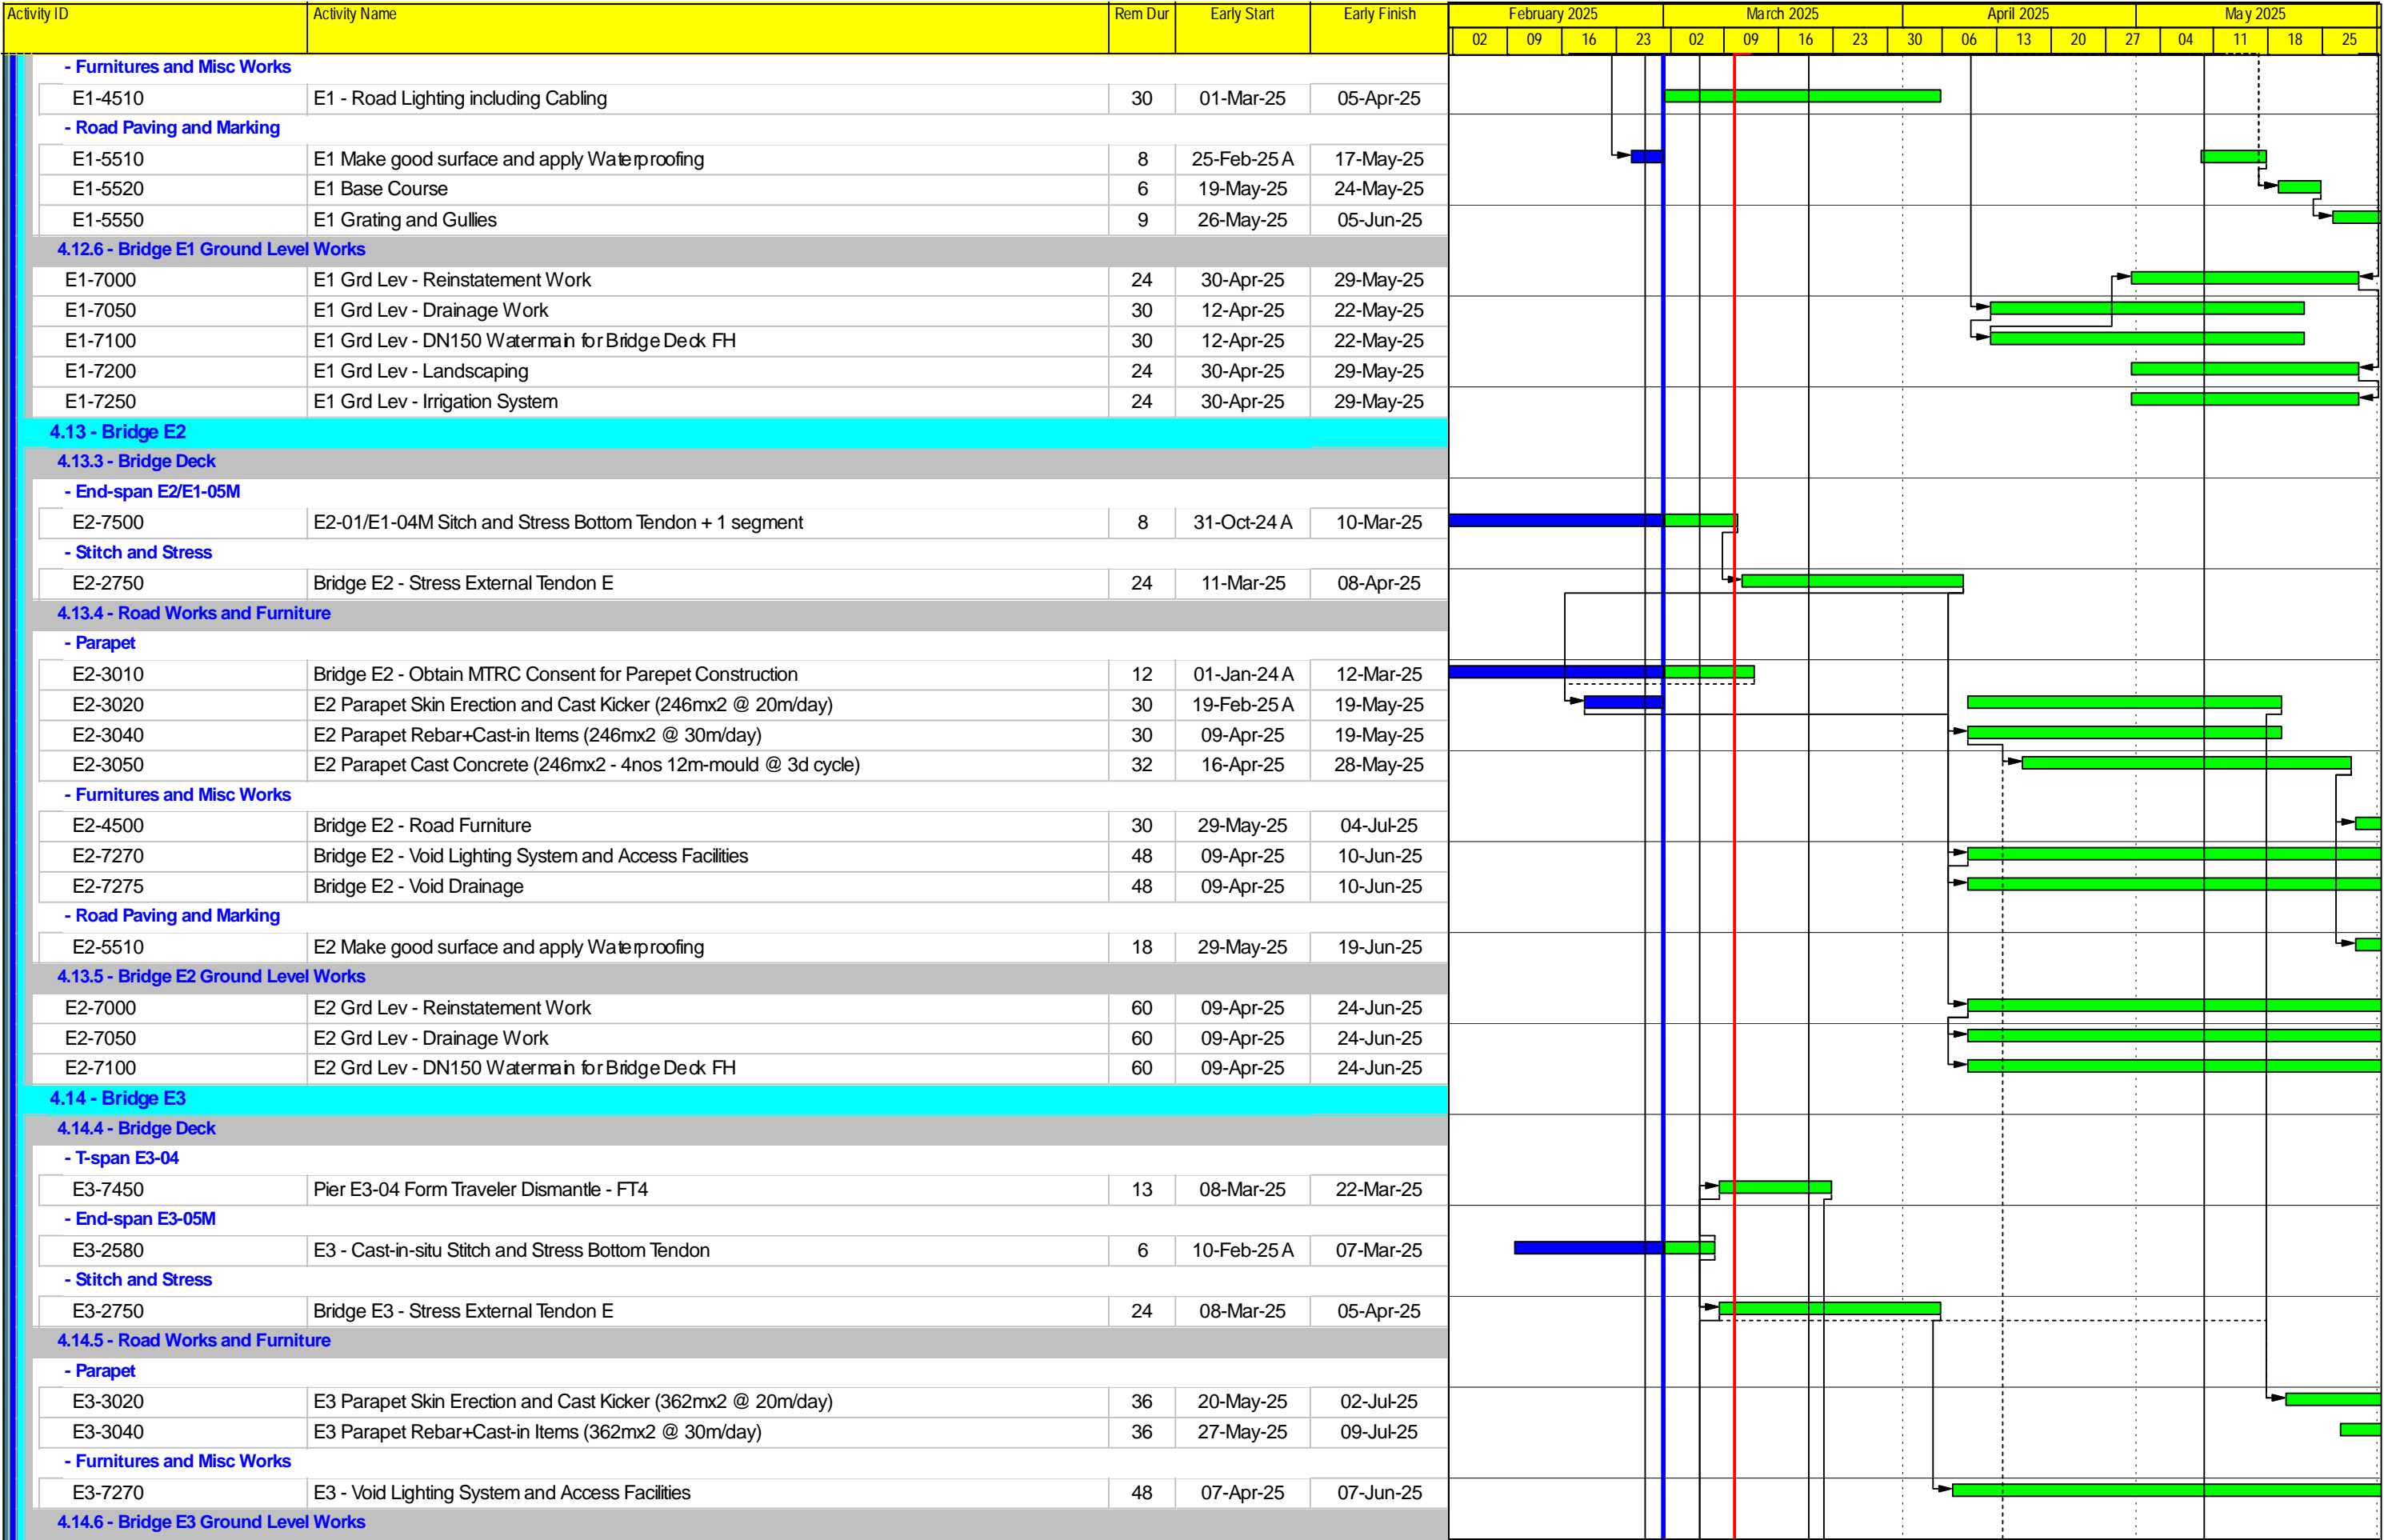 Activity ID Activity Name Rem Dur Early Start Early Finish February 2025 March 2025 April 2025 May 2025
02 09 16 23 02 09 16 23 30 06 13 20 27 04 11 18 25
- Furnitures and Misc Works
E1-4510 E1 - Road Lighting including Cabling 30 01-Mar-25 05-Apr-25
- Road Paving and Marking
E1-5510 E1 Make good surface and apply Waterproofing 8 25-Feb-25 A 17-May-25
E1-5520 E1 Base Course 6 19-May-25 24-May-25
E1-5550 E1 Grating and Gullies 9 26-May-25 05-Jun-25
4.12.6 - Bridge E1 Ground Level Works
E1-7000 E1 Grd Lev - Reinstatement Work 24 30-Apr-25 29-May-25
E1-7050 E1 Grd Lev - Drainage Work 30 12-Apr-25 22-May-25
E1-7100 E1 Grd Lev - DN150 Watermain for Bridge Deck FH 30 12-Apr-25 22-May-25
E1-7200 E1 Grd Lev - Landscaping 24 30-Apr-25 29-May-25
E1-7250 E1 Grd Lev - Irrigation System 24 30-Apr-25 29-May-25
4.13 - Bridge E2
4.13.3 - Bridge Deck
- End-span E2/E1-05M
E2-7500 E2-01/E1-04M Sitch and Stress Bottom Tendon + 1 segment 8 31-Oct-24 A 10-Mar-25
- Stitch and Stress
E2-2750 Bridge E2 - Stress External Tendon E 24 11-Mar-25 08-Apr-25
4.13.4 - Road Works and Furniture
- Parapet
E2-3010 Bridge E2 - Obtain MTRC Consent for Parepet Construction 12 01-Jan-24 A 12-Mar-25
E2-3020 E2 Parapet Skin Erection and Cast Kicker (246mx2 @ 20m/day) 30 19-Feb-25 A 19-May-25
E2-3040 E2 Parapet Rebar+Cast-in Items (246mx2 @ 30m/day) 30 09-Apr-25 19-May-25
E2-3050 E2 Parapet Cast Concrete (246mx2 - 4nos 12m-mould @ 3d cycle) 32 16-Apr-25 28-May-25
- Furnitures and Misc Works
E2-4500 Bridge E2 - Road Furniture 30 29-May-25 04-Jul-25
E2-7270 Bridge E2 - Void Lighting System and Access Facilities 48 09-Apr-25 10-Jun-25
E2-7275 Bridge E2 - Void Drainage 48 09-Apr-25 10-Jun-25
- Road Paving and Marking
E2-5510 E2 Make good surface and apply Waterproofing 18 29-May-25 19-Jun-25
4.13.5 - Bridge E2 Ground Level Works
E2-7000 E2 Grd Lev - Reinstatement Work 60 09-Apr-25 24-Jun-25
E2-7050 E2 Grd Lev - Drainage Work 60 09-Apr-25 24-Jun-25
E2-7100 E2 Grd Lev - DN150 Watermain for Bridge Deck FH 60 09-Apr-25 24-Jun-25
4.14 - Bridge E3
4.14.4 - Bridge Deck
- T-span E3-04
E3-7450 Pier E3-04 Form Traveler Dismantle - FT4 13 08-Mar-25 22-Mar-25
- End-span E3-05M
E3-2580 E3 - Cast-in-situ Stitch and Stress Bottom Tendon 6 10-Feb-25 A 07-Mar-25
- Stitch and Stress
E3-2750 Bridge E3 - Stress External Tendon E 24 08-Mar-25 05-Apr-25
4.14.5 - Road Works and Furniture
- Parapet
E3-3020 E3 Parapet Skin Erection and Cast Kicker (362mx2 @ 20m/day) 36 20-May-25 02-Jul-25
E3-3040 E3 Parapet Rebar+Cast-in Items (362mx2 @ 30m/day) 36 27-May-25 09-Jul-25
- Furnitures and Misc Works
E3-7270 E3 - Void Lighting System and Access Facilities 48 07-Apr-25 07-Jun-25
4.14.6 - Bridge E3 Ground Level Works